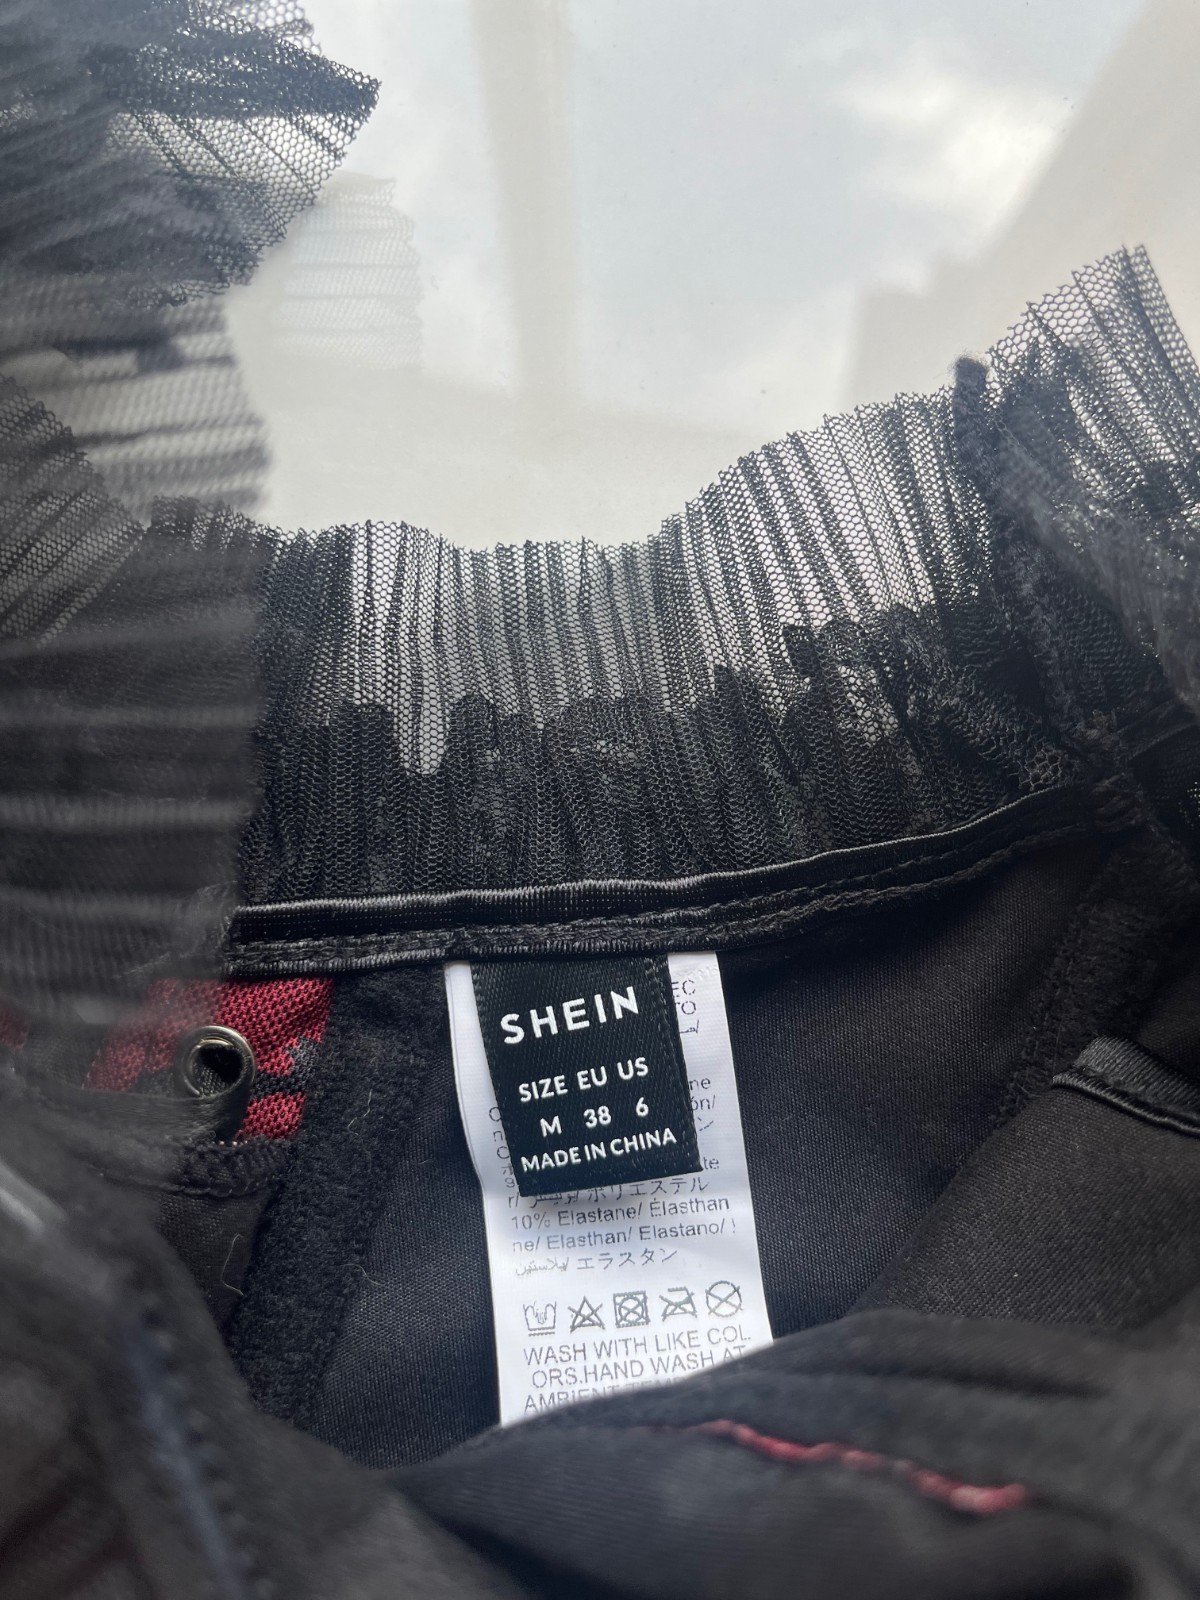 SHEIN
SIZE EU US
M 38 6
MADE IN CHINA
ポリエステル
10% Elastane/ Élasthan
ne/ Elasthan/ Elastano/
エラスタン
WASH WITH LIKE COL
ORS.HAND WASH AT
AMBIENT